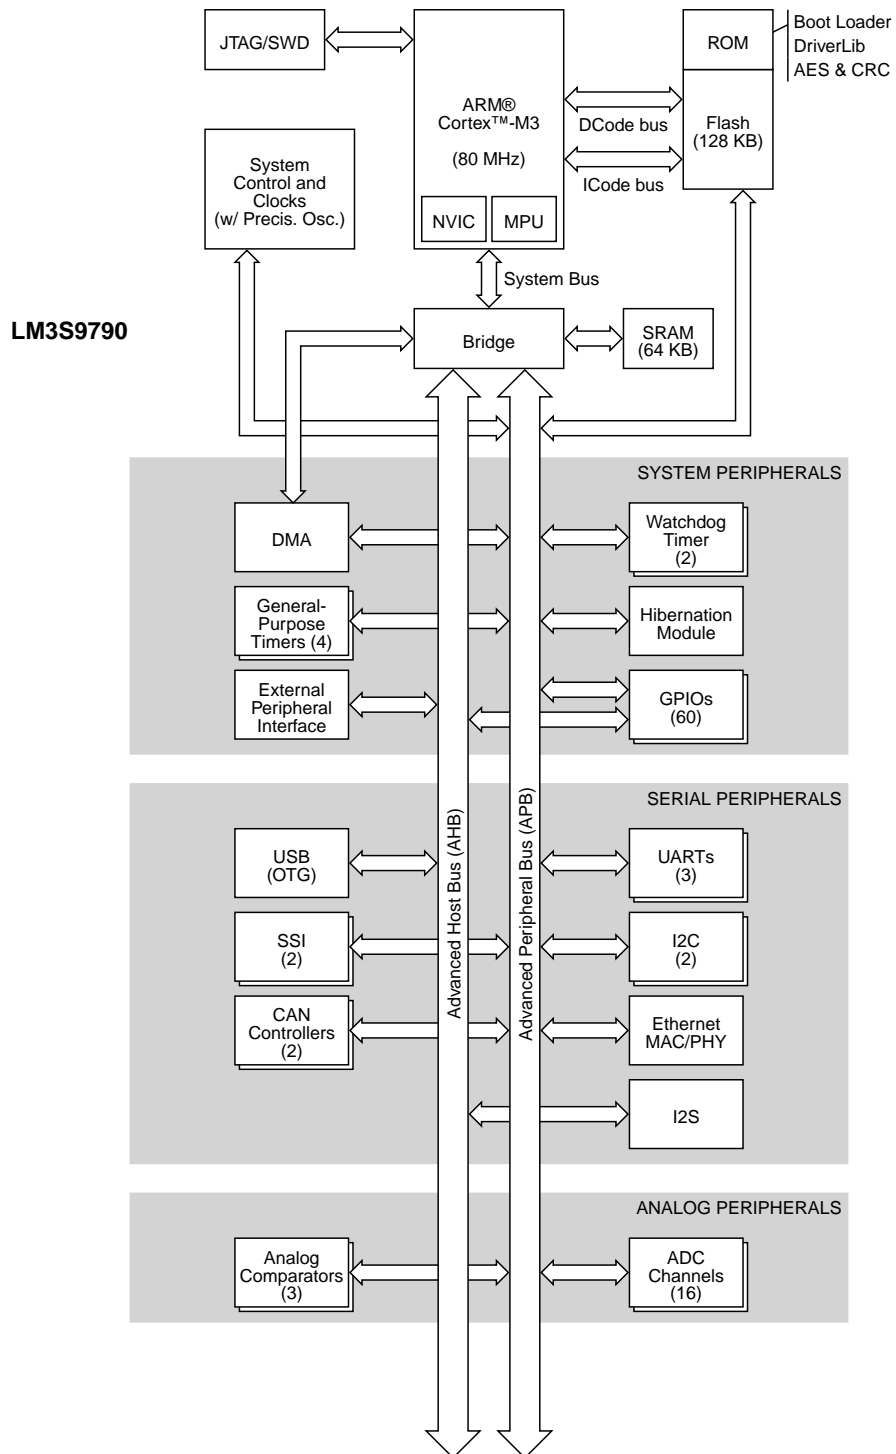 JTAG/SWD
ARM®
Cortex™-M3
(80 MHz)
NVIC
MPU
ROM
Boot Loader
DriverLib
AES & CRC
Flash
(128 KB)
DCode bus
ICode bus
System
Control and
Clocks
(w/ Precis. Osc.)
System Bus
LM3S9790
Bridge
SRAM
(64 KB)
SYSTEM PERIPHERALS
DMA
Watchdog
Timer
(2)
General-
Purpose
Timers (4)
Hibernation
Module
External
Peripheral
Interface
GPIOs
(60)
Advanced Host Bus (AHB)
Advanced Peripheral Bus (APB)
SERIAL PERIPHERALS
USB
(OTG)
UARTs
(3)
SSI
(2)
I2C
(2)
CAN
Controllers
(2)
Ethernet
MAC/PHY
I2S
ANALOG PERIPHERALS
Analog
Comparators
(3)
ADC
Channels
(16)